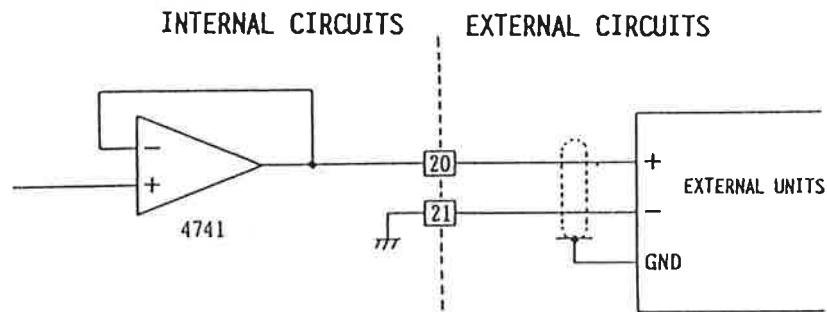 INTERNAL CIRCUITS
EXTERNAL CIRCUITS
−
+
4741
20
21
+
−
GND
EXTERNAL UNITS